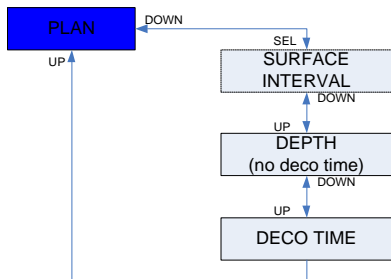 PLAN
DOWN
SEL
UP
SURFACE
INTERVAL
DOWN
UP
DEPTH
(no deco time)
DOWN
UP
DECO TIME